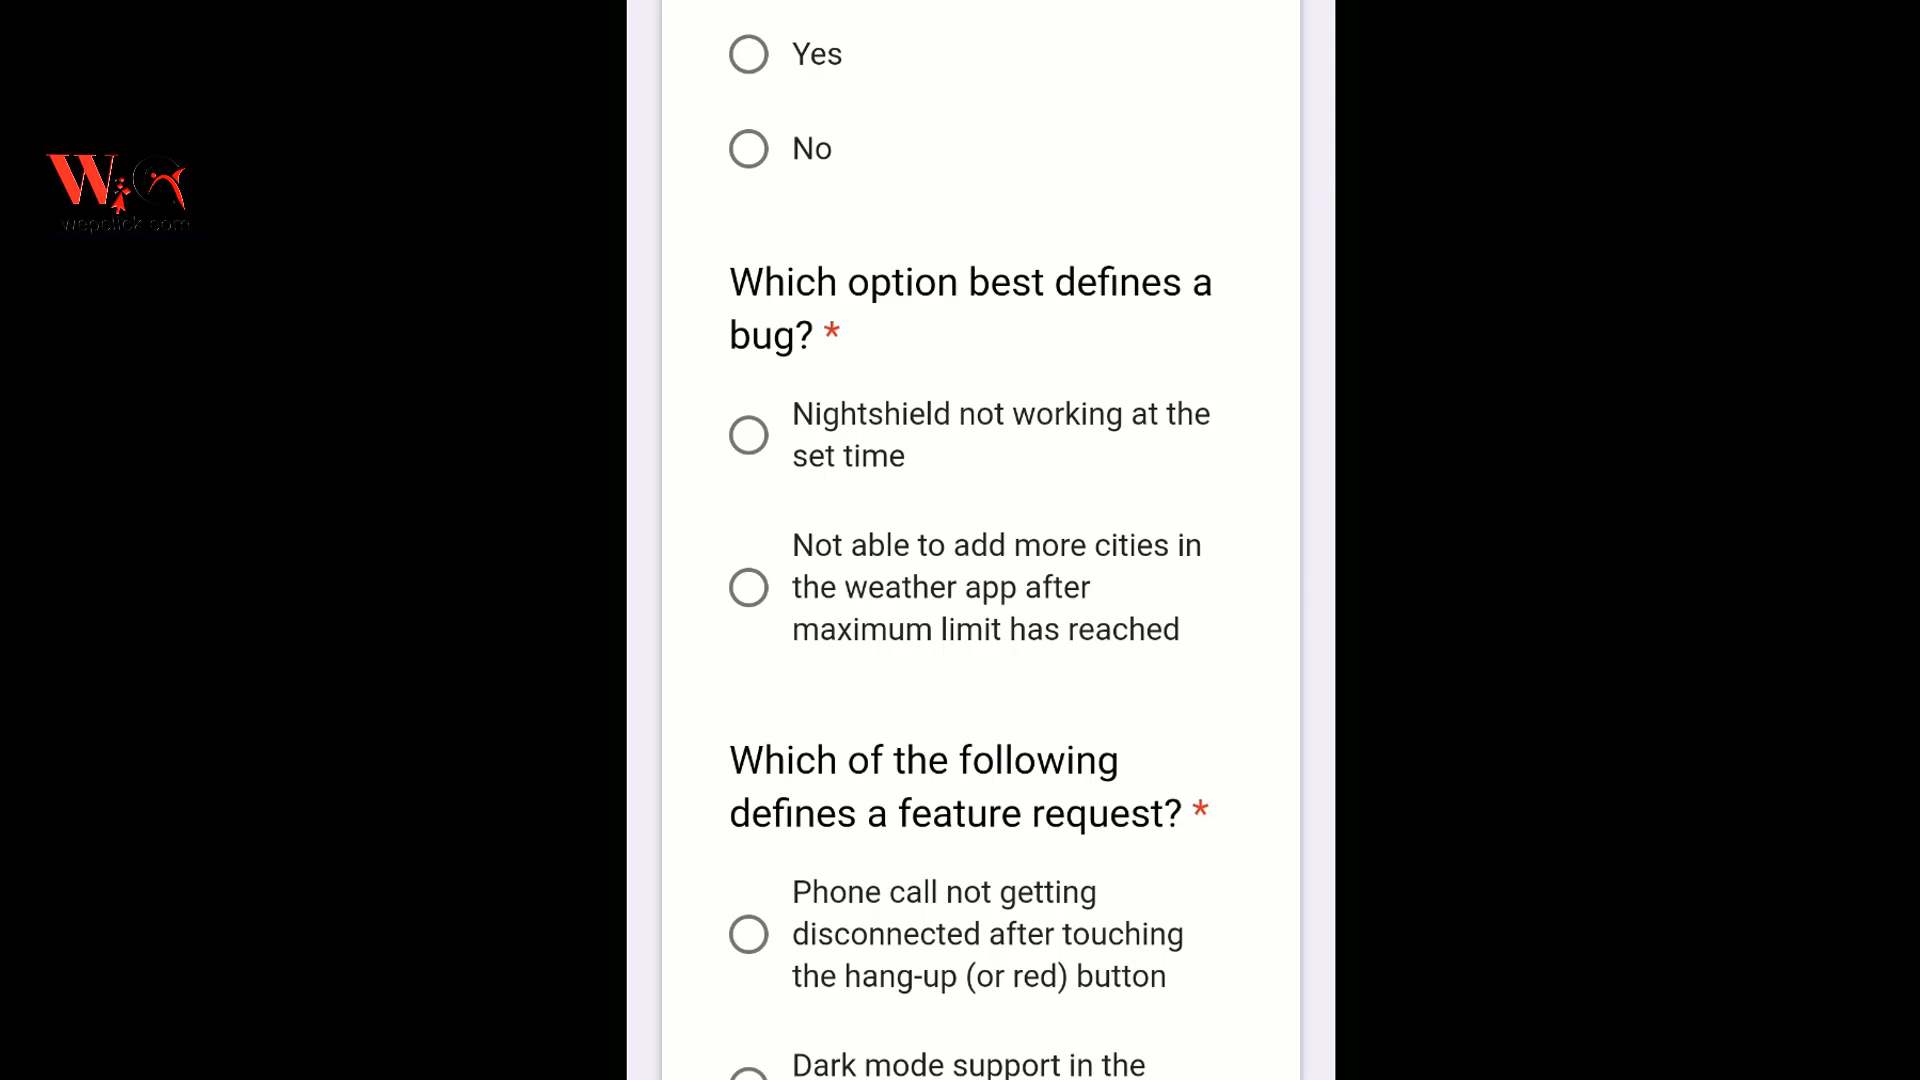 Yes
No
wepclick.com
Which option best defines a
bug? *
Nightshield not working at the
set time
Not able to add more cities in
the weather app after
maximum limit has reached
Which of the following
defines a feature request? *
Phone call not getting
disconnected after touching
the hang-up (or red) button
Dark mode support in the